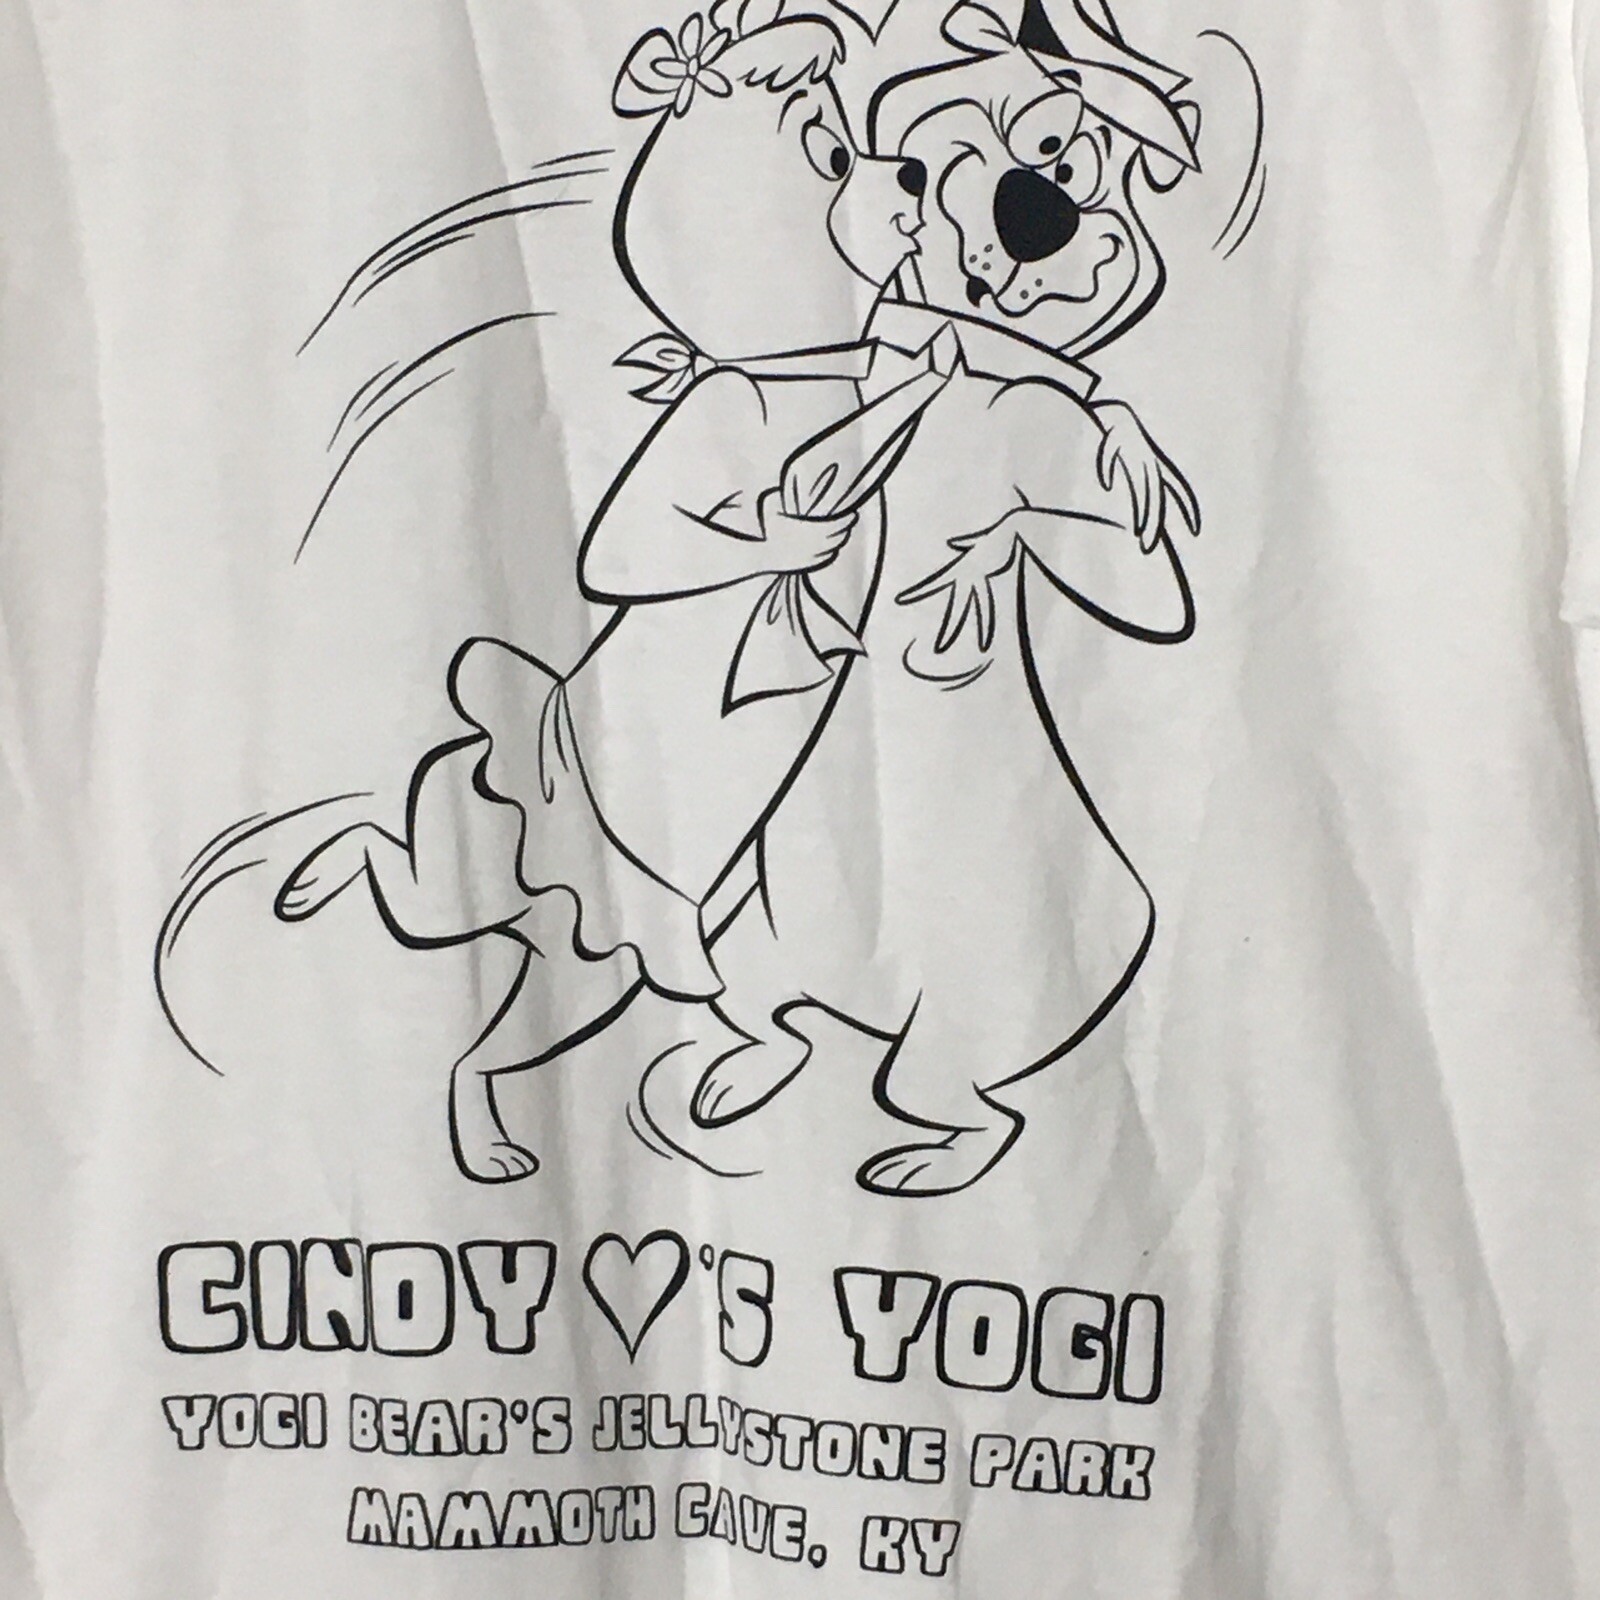 CINDY ♡'S YOGI
YOGI BEAR'S JELLYSTONE PARK
MAMMOTH CAVE, KY